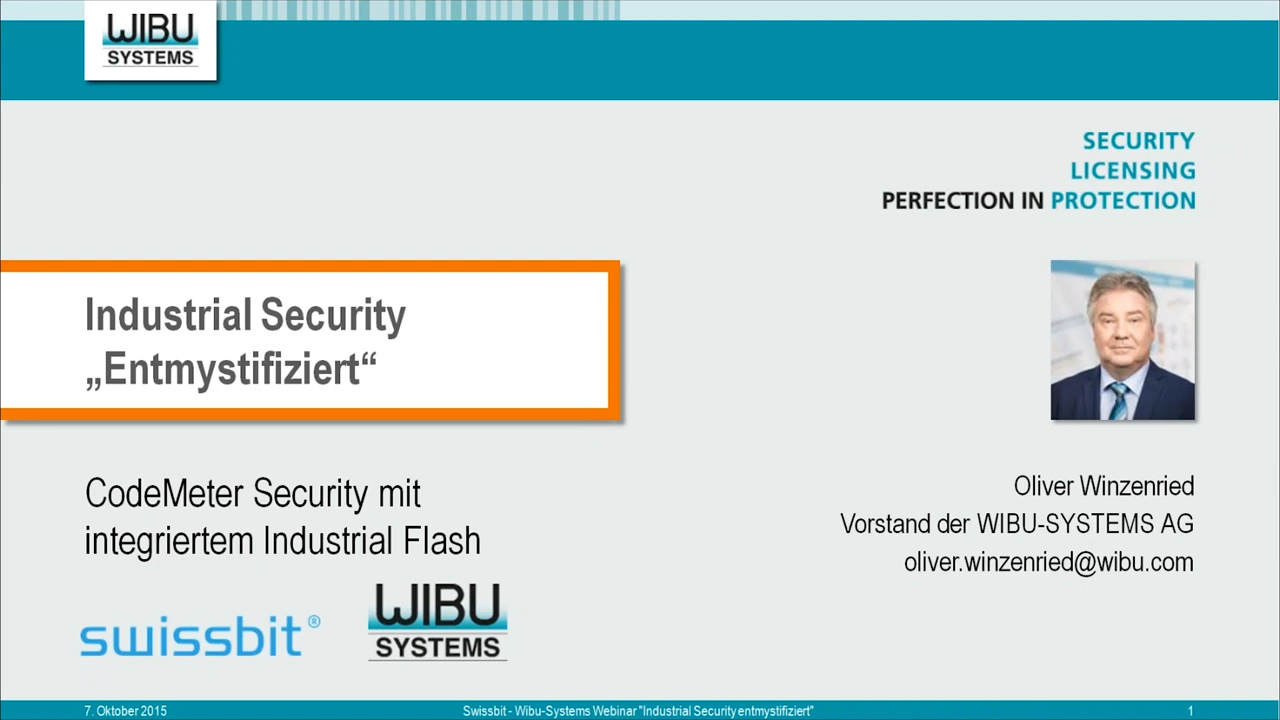 WIBU
SYSTEMS
SECURITY
LICENSING
PERFECTION IN PROTECTION
Industrial Security
„Entmystifiziert“
CodeMeter Security mit
integriertem Industrial Flash
Oliver Winzenried
Vorstand der WIBU-SYSTEMS AG
oliver.winzenried@wibu.com
swissbit®
WIBU
SYSTEMS
7. Oktober 2015
Swissbit - Wibu-Systems Webinar "Industrial Security entmystifiziert"
1